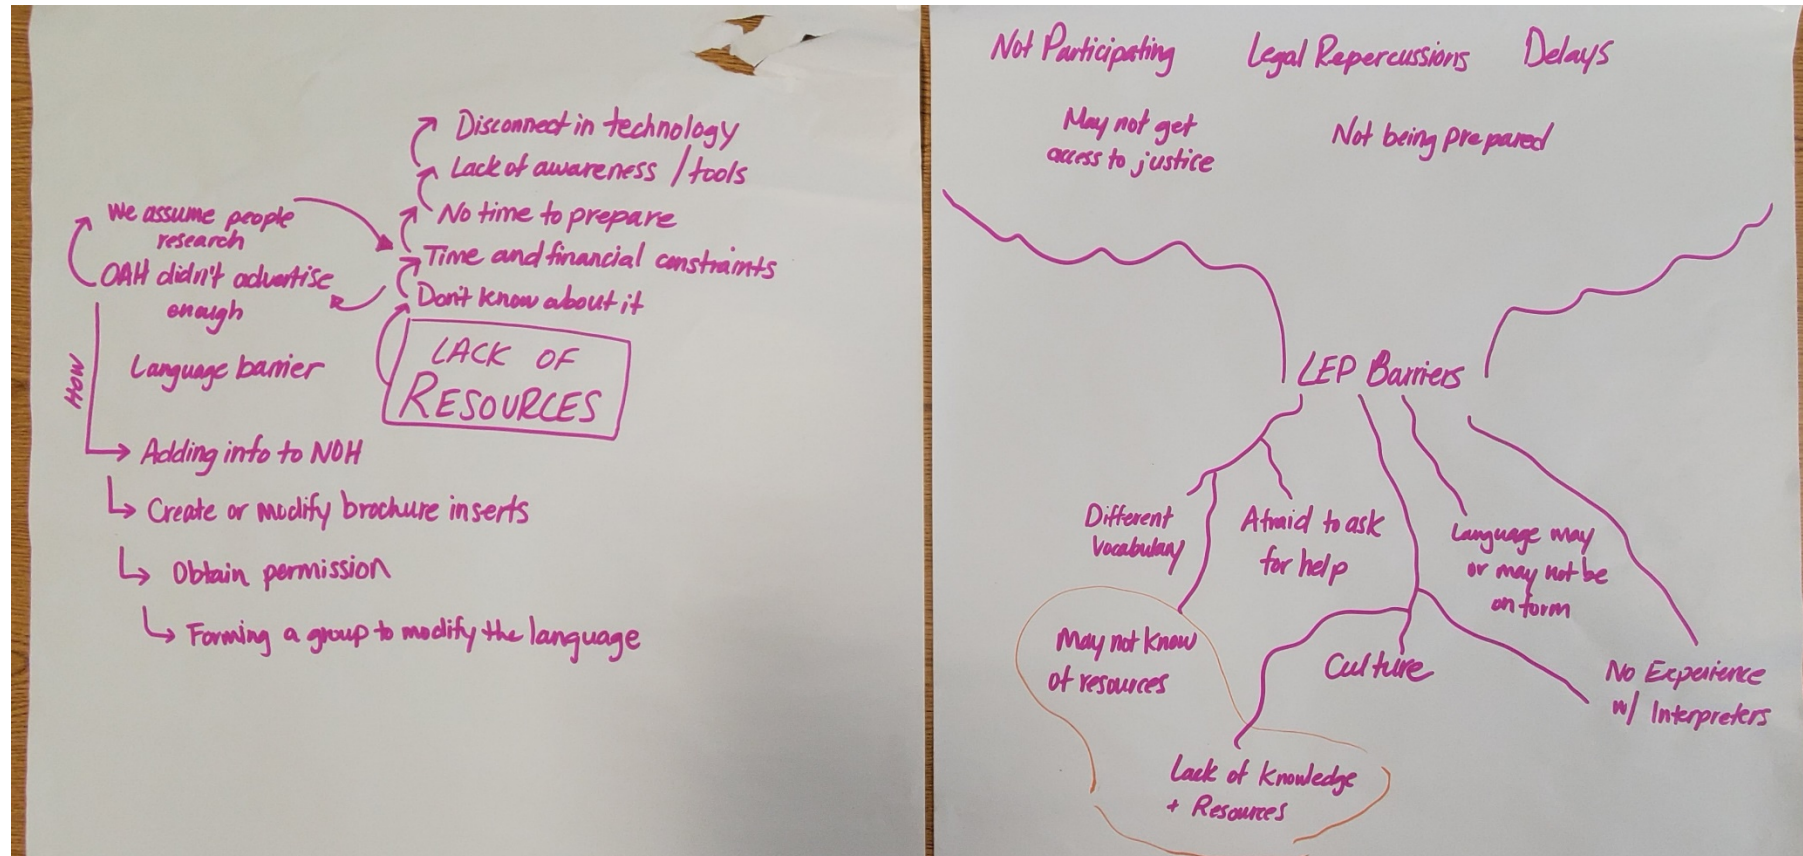 Disconnect in technology
Lack of awareness / tools
No time to prepare
We assume people
research
Time and financial constraints
OAH didn't advertise
enough
Don't know about it
LACK OF
RESOURCES
Language barrier
HOW
Adding info to NOH
Create or modify brochure inserts
Obtain permission
Forming a group to modify the language
Not Participating
Legal Repercussions
Delays
May not get
access to justice
Not being prepared
LEP Barriers
Different
Vocabulary
Afraid to ask
for help
Language may
or may not be
on form
May not know
of resources
Culture
No Experience
w/ Interpreters
Lack of Knowledge
+ Resources